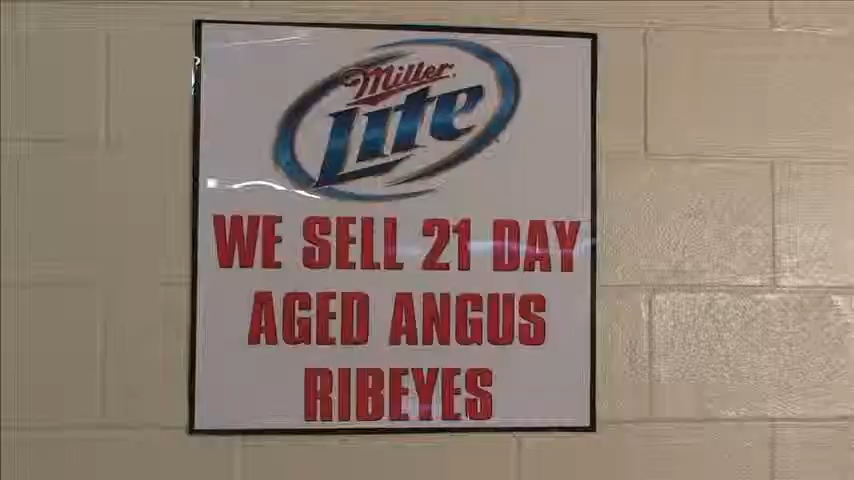 Miller
Lite
WE SELL 21 DAY
AGED ANGUS
RIBEYES